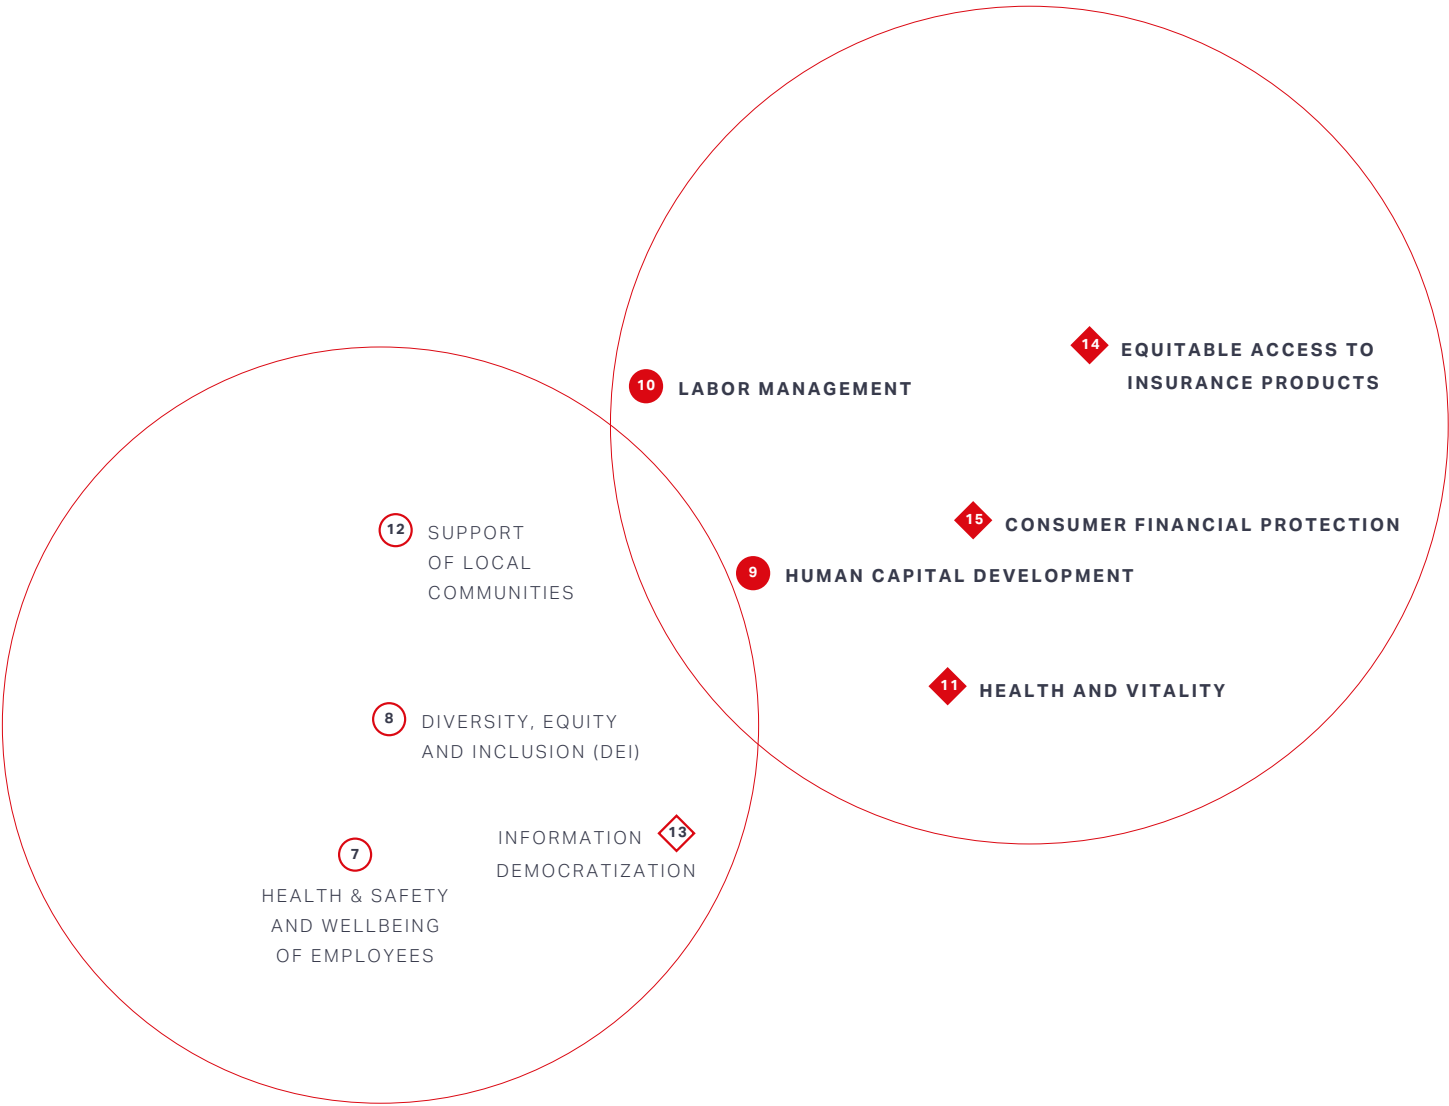 14
EQUITABLE ACCESS TO
INSURANCE PRODUCTS
10 LABOR MANAGEMENT
15 CONSUMER FINANCIAL PROTECTION
12 SUPPORT
OF LOCAL
COMMUNITIES
9 HUMAN CAPITAL DEVELOPMENT
11 HEALTH AND VITALITY
8 DIVERSITY, EQUITY
AND INCLUSION (DEI)
INFORMATION 13
DEMOCRATIZATION
7
HEALTH & SAFETY
AND WELLBEING
OF EMPLOYEES